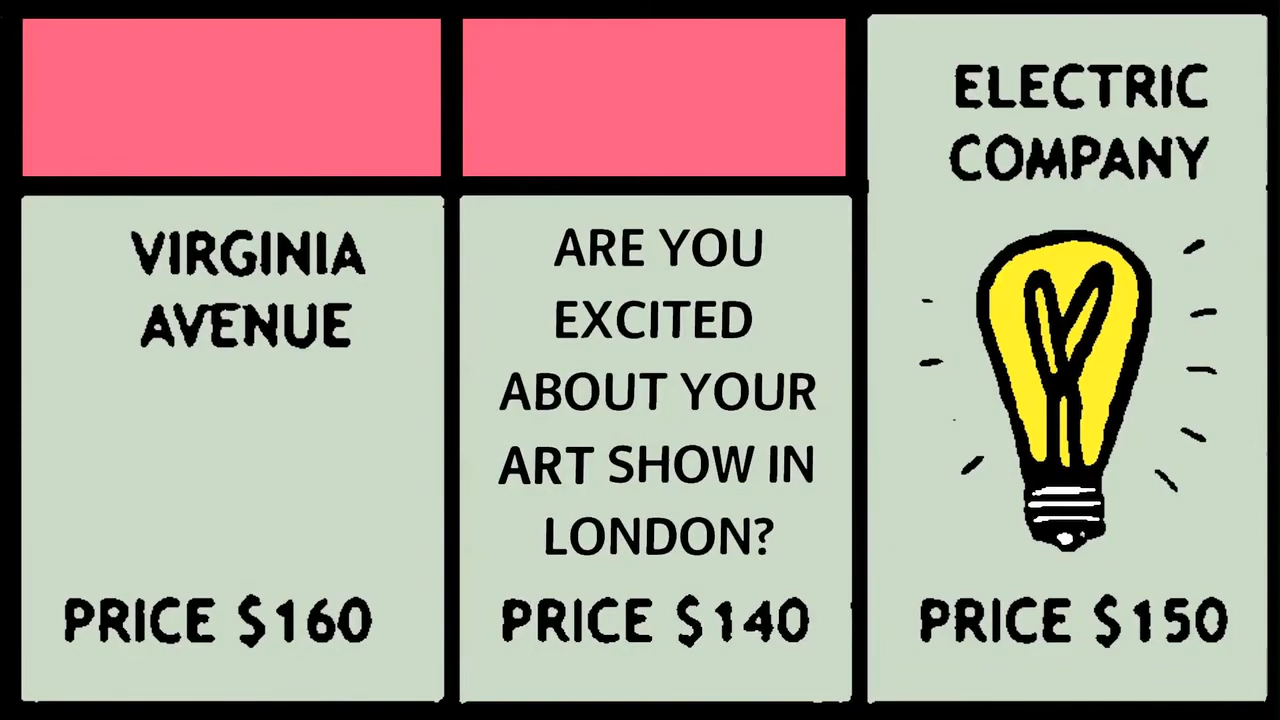 VIRGINIA
AVENUE
PRICE $160
ARE YOU
EXCITED
ABOUT YOUR
ART SHOW IN
LONDON?
PRICE $140
ELECTRIC
COMPANY
PRICE $150